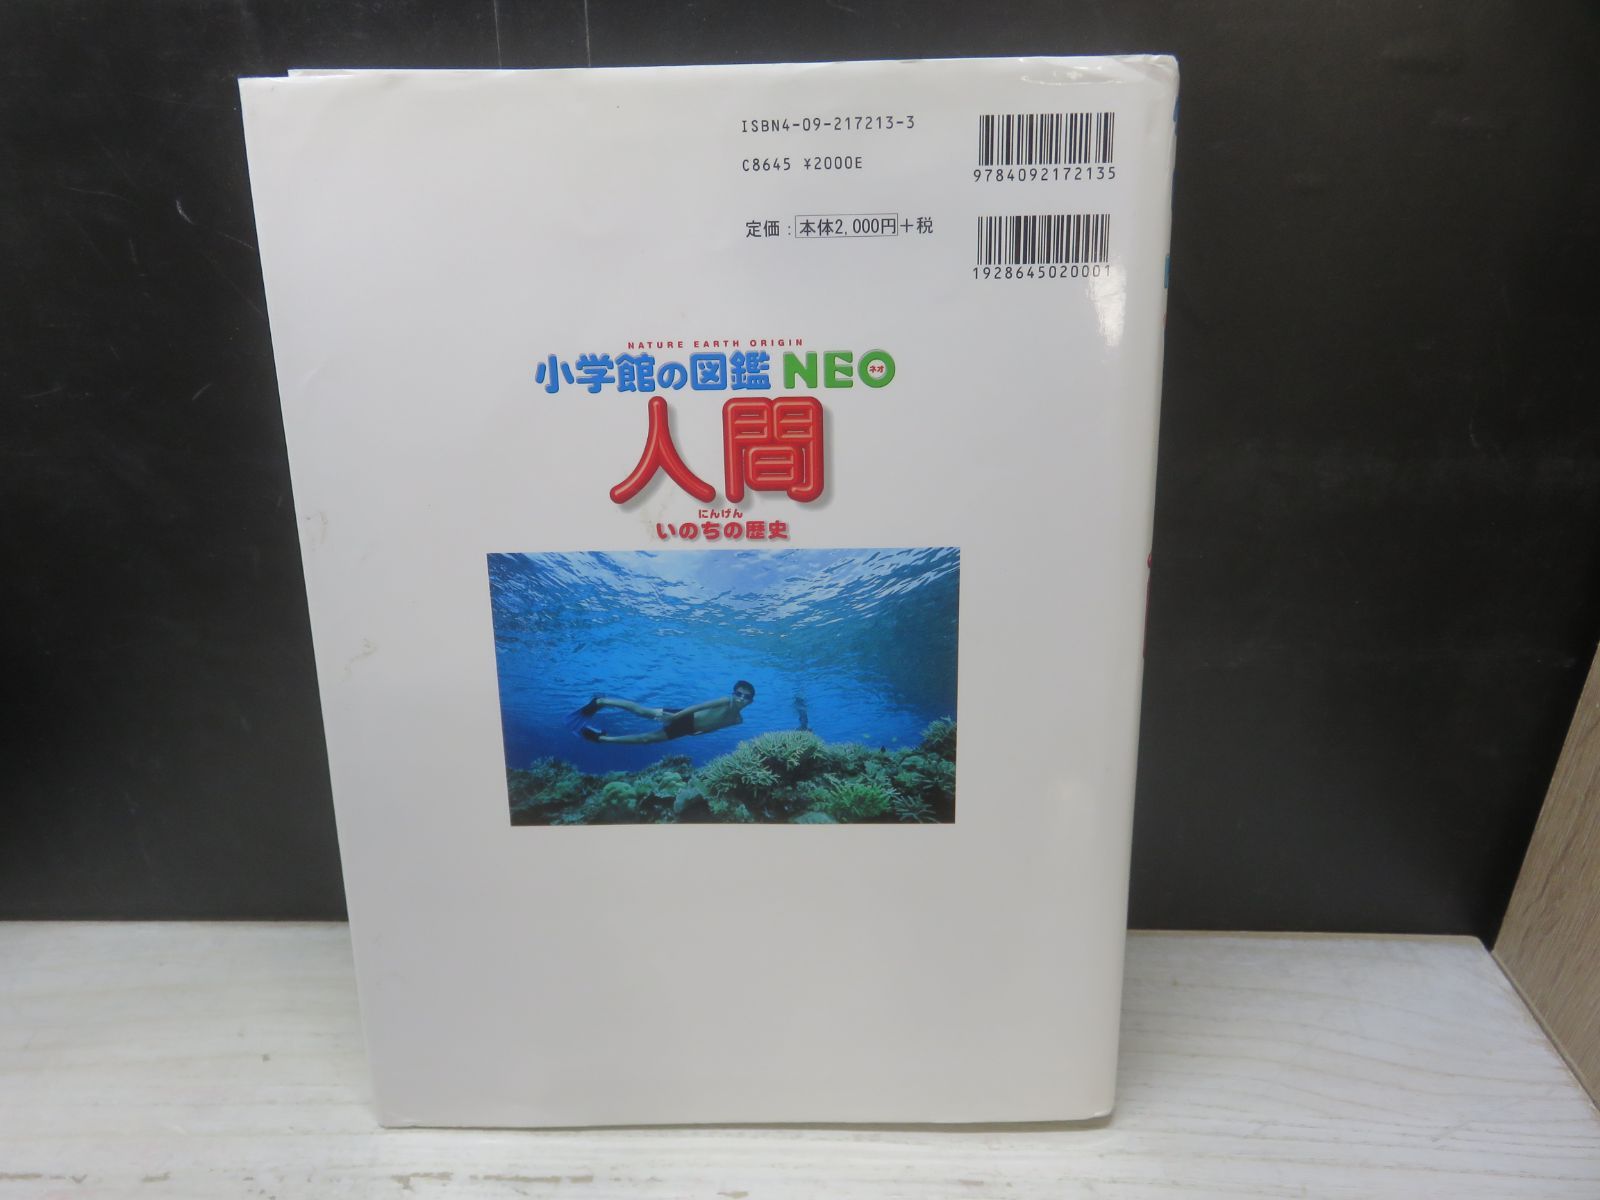 ISBN4-09-217213-3
C8645 ¥2000E
9784092172135
定価：本体2,000円＋税
1928645020001
NATURE EARTH ORIGIN
小学館の図鑑 NEO
ネオ
人間
にんげん
いのちの歴史